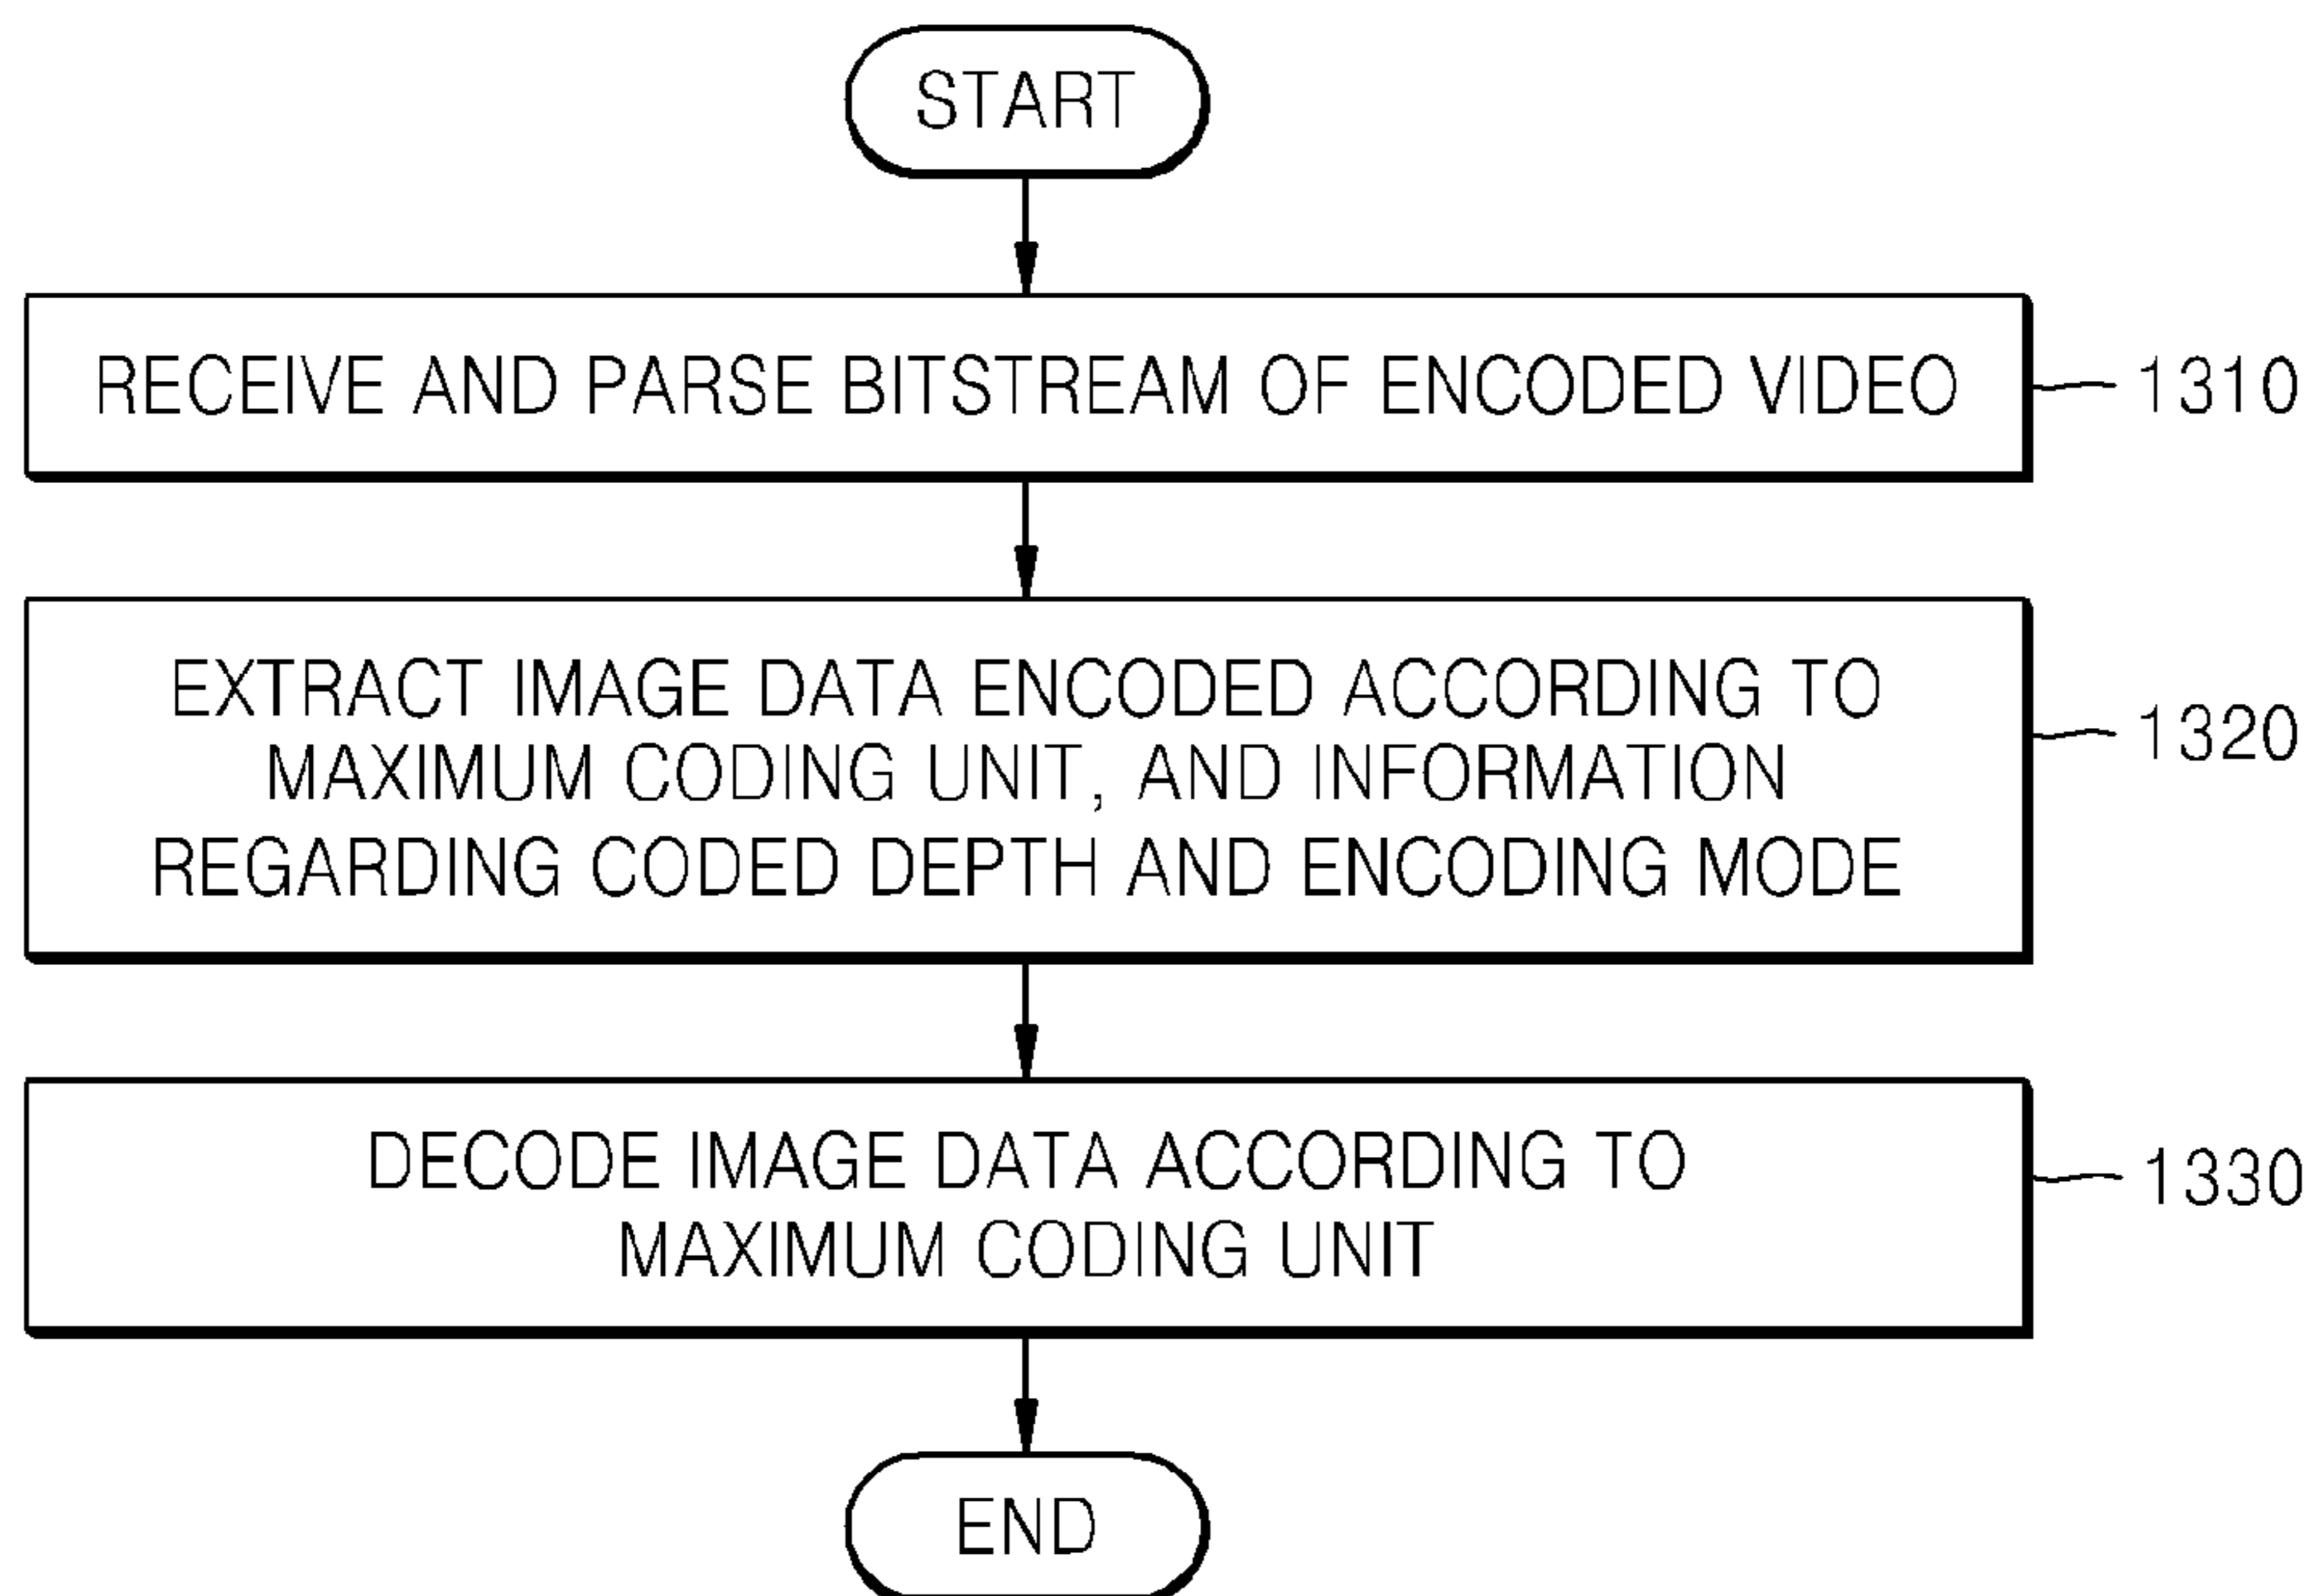 START
RECEIVE AND PARSE BITSTREAM OF ENCODED VIDEO
1310
EXTRACT IMAGE DATA ENCODED ACCORDING TO
MAXIMUM CODING UNIT, AND INFORMATION
REGARDING CODED DEPTH AND ENCODING MODE
1320
DECODE IMAGE DATA ACCORDING TO
MAXIMUM CODING UNIT
1330
END